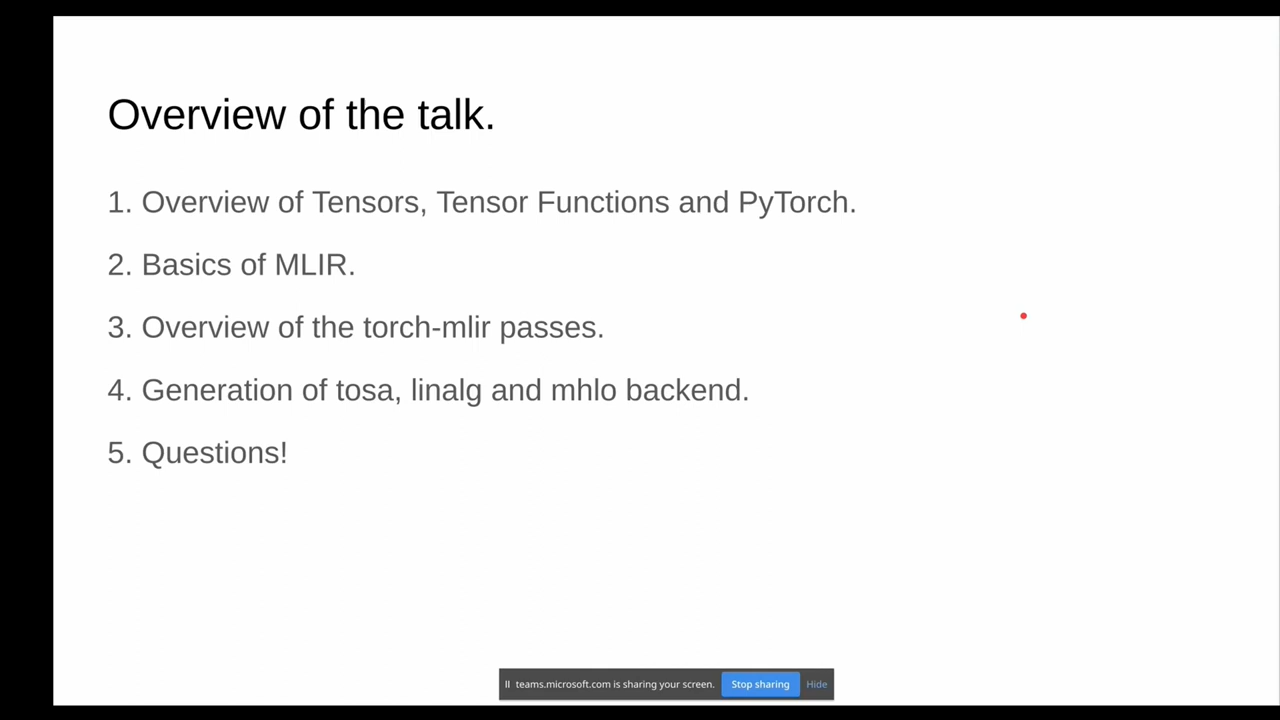 Overview of the talk.
1. Overview of Tensors, Tensor Functions and PyTorch.
2. Basics of MLIR.
3. Overview of the torch-mlir passes.
4. Generation of tosa, linalg and mhlo backend.
5. Questions!
teams.microsoft.com is sharing your screen. Stop sharing Hide